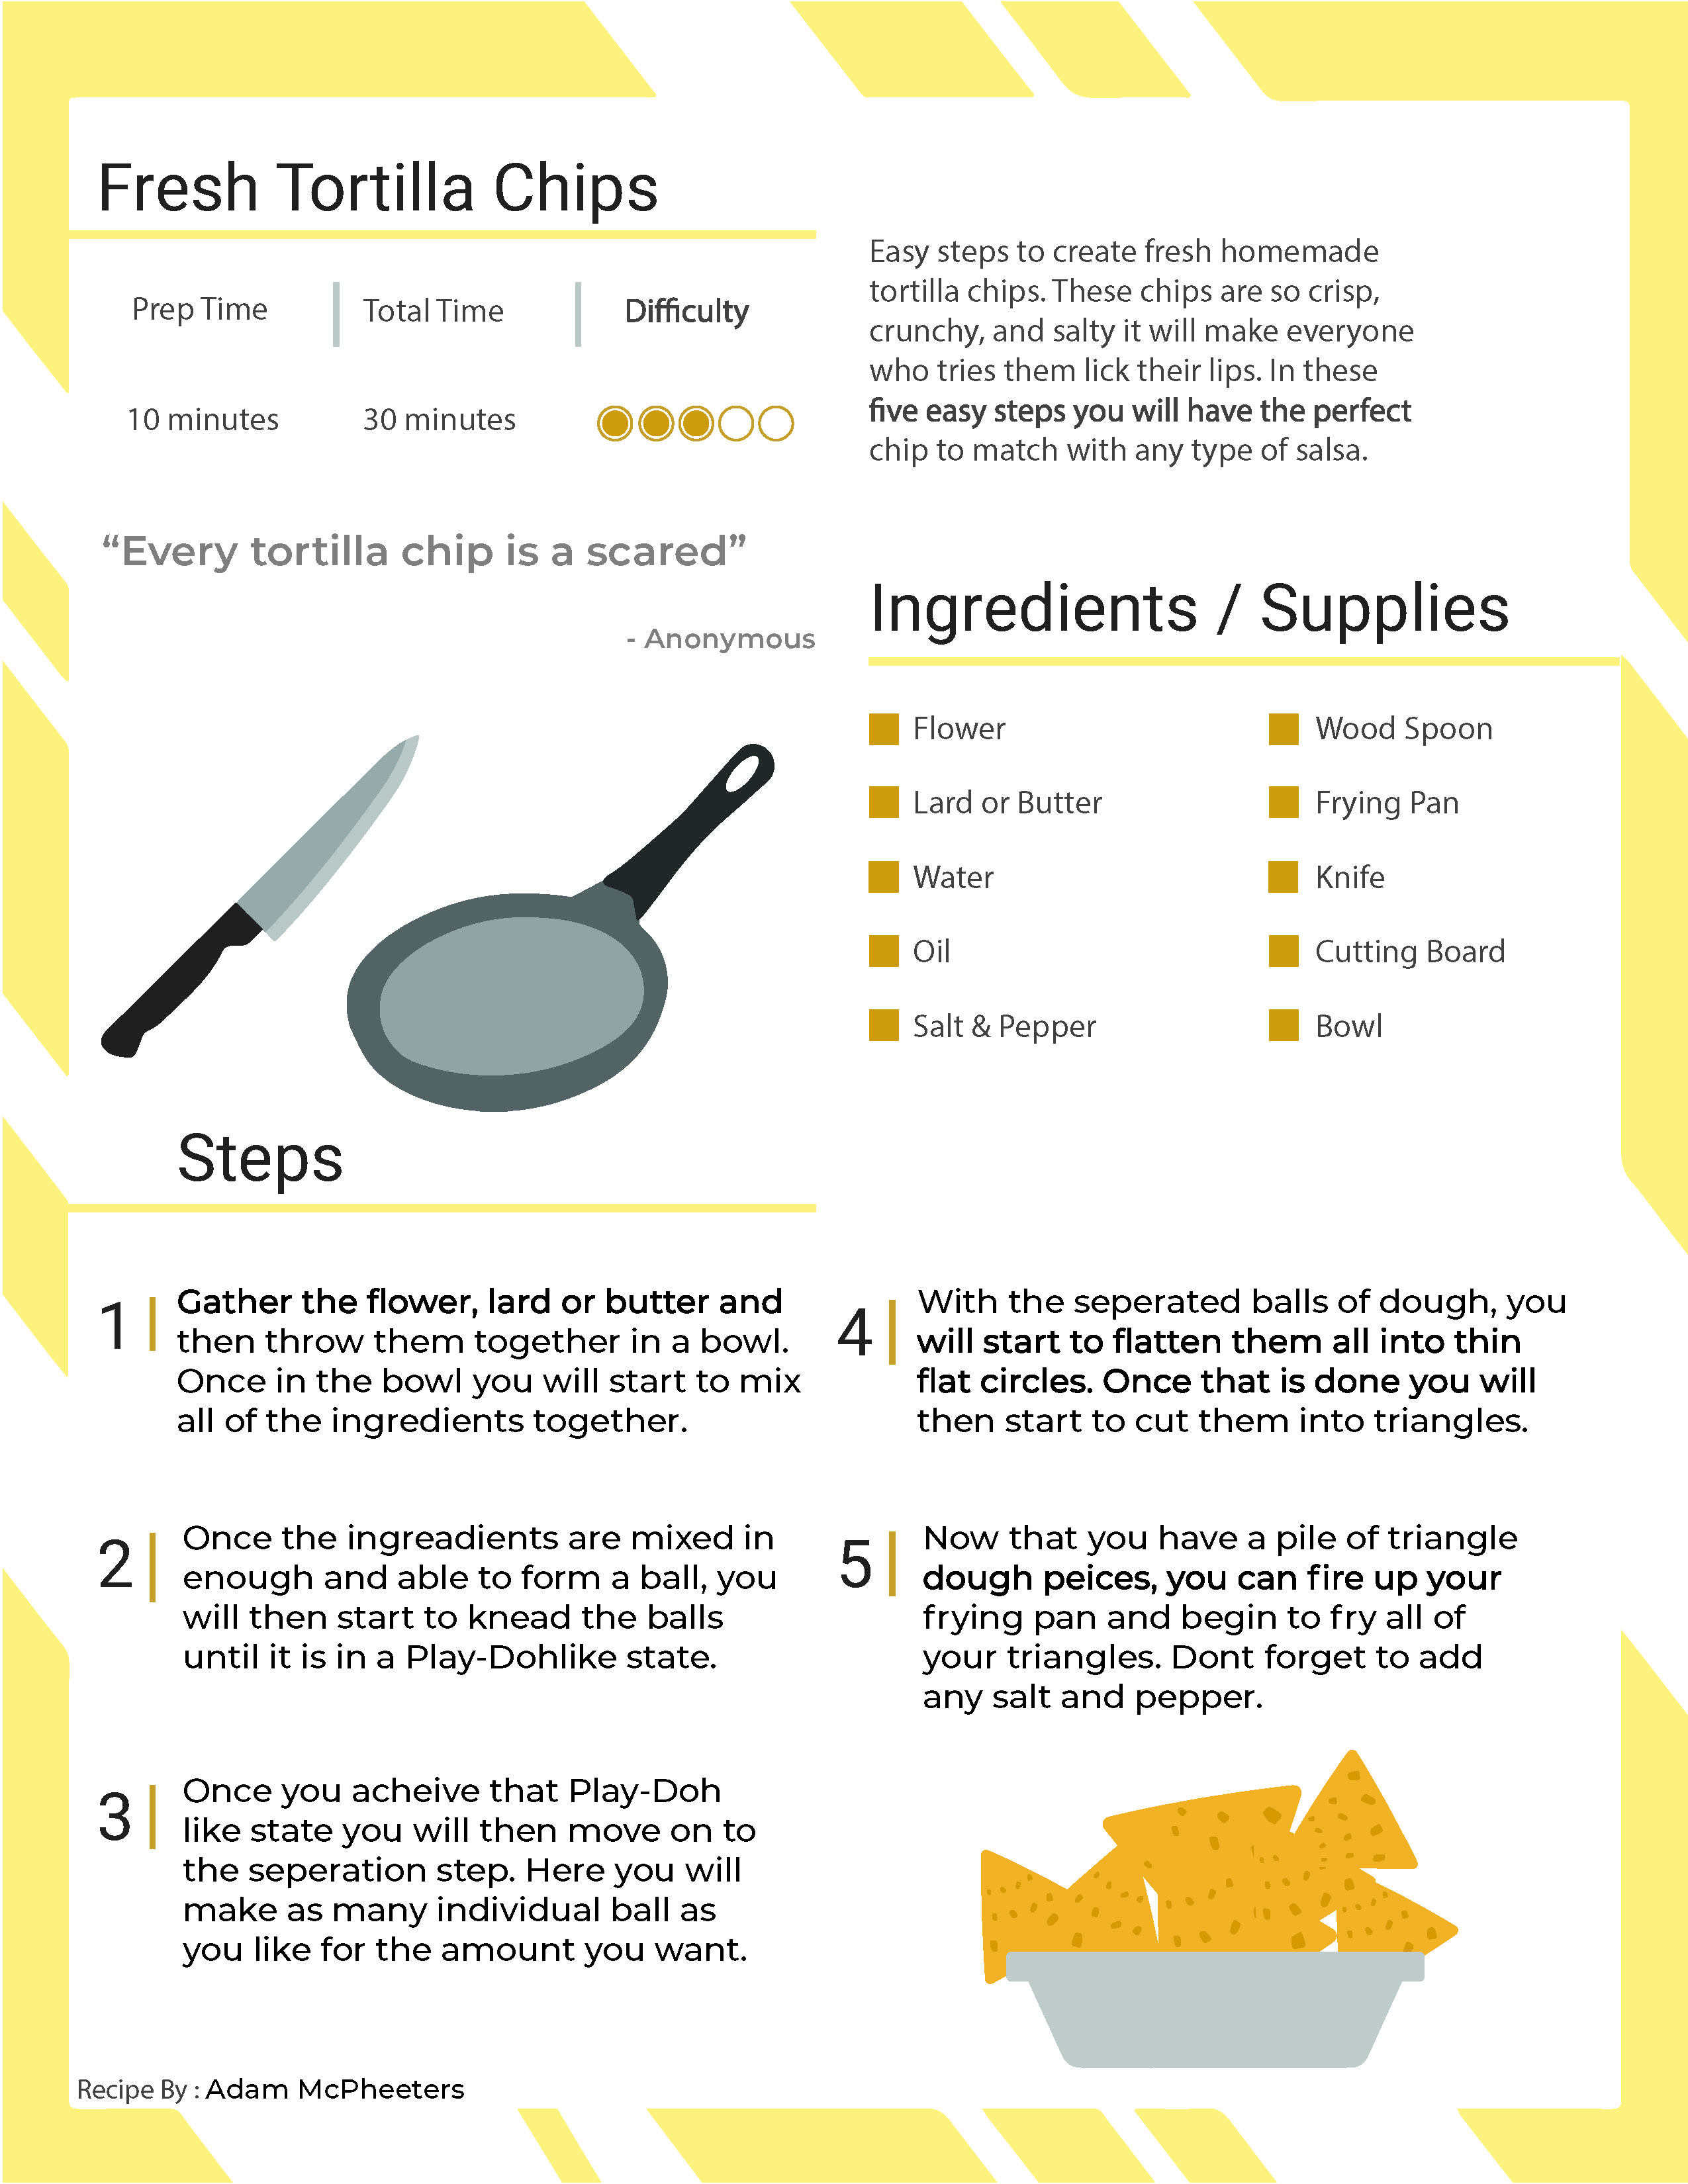 Fresh Tortilla Chips
Prep Time
Total Time
Difficulty
10 minutes
30 minutes
Easy steps to create fresh homemade
tortilla chips. These chips are so crisp,
crunchy, and salty it will make everyone
who tries them lick their lips. In these
five easy steps you will have the perfect
chip to match with any type of salsa.
“Every tortilla chip is a scared”
- Anonymous
Ingredients / Supplies
Flower
Lard or Butter
Water
Oil
Salt & Pepper
Wood Spoon
Frying Pan
Knife
Cutting Board
Bowl
Steps
1
Gather the flower, lard or butter and
then throw them together in a bowl.
Once in the bowl you will start to mix
all of the ingredients together.
2
Once the ingreadients are mixed in
enough and able to form a ball, you
will then start to knead the balls
until it is in a Play-Dohlike state.
3
Once you acheive that Play-Doh
like state you will then move on to
the seperation step. Here you will
make as many individual ball as
you like for the amount you want.
4
With the seperated balls of dough, you
will start to flatten them all into thin
flat circles. Once that is done you will
then start to cut them into triangles.
5
Now that you have a pile of triangle
dough peices, you can fire up your
frying pan and begin to fry all of
your triangles. Dont forget to add
any salt and pepper.
Recipe By : Adam McPheeters